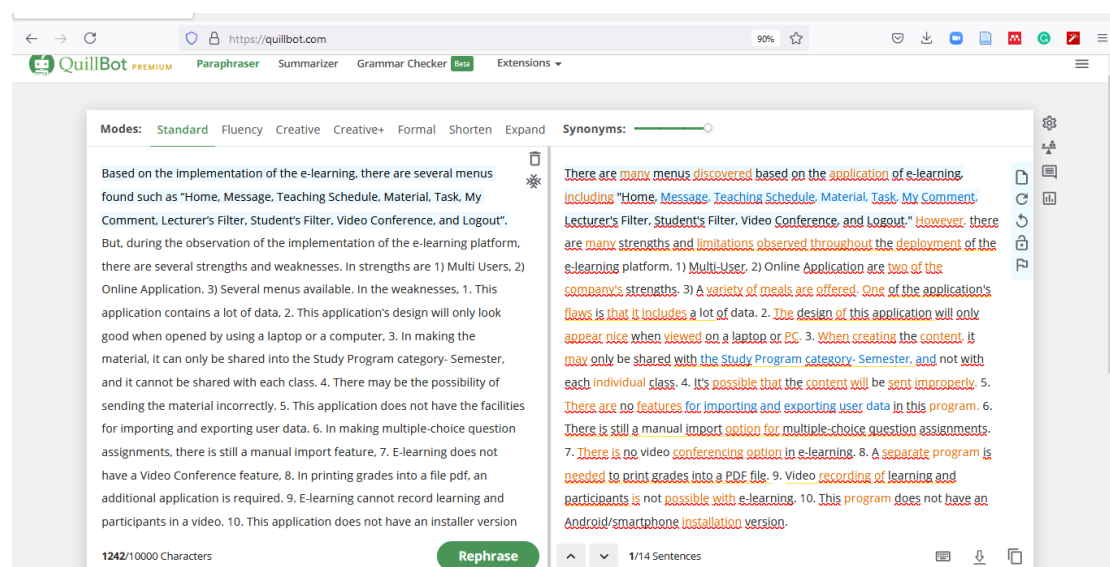 https://quillbot.com
90%
QuillBot PREMIUM Paraphraser Summarizer Grammar Checker Beta Extensions
Modes: Standard Fluency Creative Creative+ Formal Shorten Expand Synonyms:
Based on the implementation of the e-learning, there are several menus
found such as “Home, Message, Teaching Schedule, Material, Task, My
Comment, Lecturer’s Filter, Student’s Filter, Video Conference, and Logout”.
But, during the observation of the implementation of the e-learning platform,
there are several strengths and weaknesses. In strengths are 1) Multi Users, 2)
Online Application. 3) Several menus available. In the weaknesses, 1. This
application contains a lot of data, 2. This application’s design will only look
good when opened by using a laptop or a computer, 3. In making the
material, it can only be shared into the Study Program category- Semester,
and it cannot be shared with each class. 4. There may be the possibility of
sending the material incorrectly. 5. This application does not have the facilities
for importing and exporting user data. 6. In making multiple-choice question
assignments, there is still a manual import feature, 7. E-learning does not
have a Video Conference feature, 8. In printing grades into a file pdf, an
additional application is required. 9. E-learning cannot record learning and
participants in a video. 10. This application does not have an installer version
1242/10000 Characters
Rephrase
There are many menus discovered based on the application of e-learning,
including "Home, Message, Teaching Schedule, Material, Task, My Comment,
Lecturer's Filter, Student's Filter, Video Conference, and Logout." However, there
are many strengths and limitations observed throughout the deployment of the
e-learning platform. 1) Multi-User. 2) Online Application are two of the
company's strengths. 3) A variety of meals are offered. One of the application's
flaws is that it includes a lot of data. 2. The design of this application will only
appear nice when viewed on a laptop or PC. 3. When creating the content, it
may only be shared with the Study Program category- Semester, and not with
each individual class. 4. It's possible that the content will be sent improperly. 5.
There are no features for importing and exporting user data in this program. 6.
There is still a manual import option for multiple-choice question assignments.
7. There is no video conferencing option in e-learning. 8. A separate program is
needed to print grades into a PDF file. 9. Video recording of learning and
participants is not possible with e-learning. 10. This program does not have an
Android/smartphone installation version.
1/14 Sentences